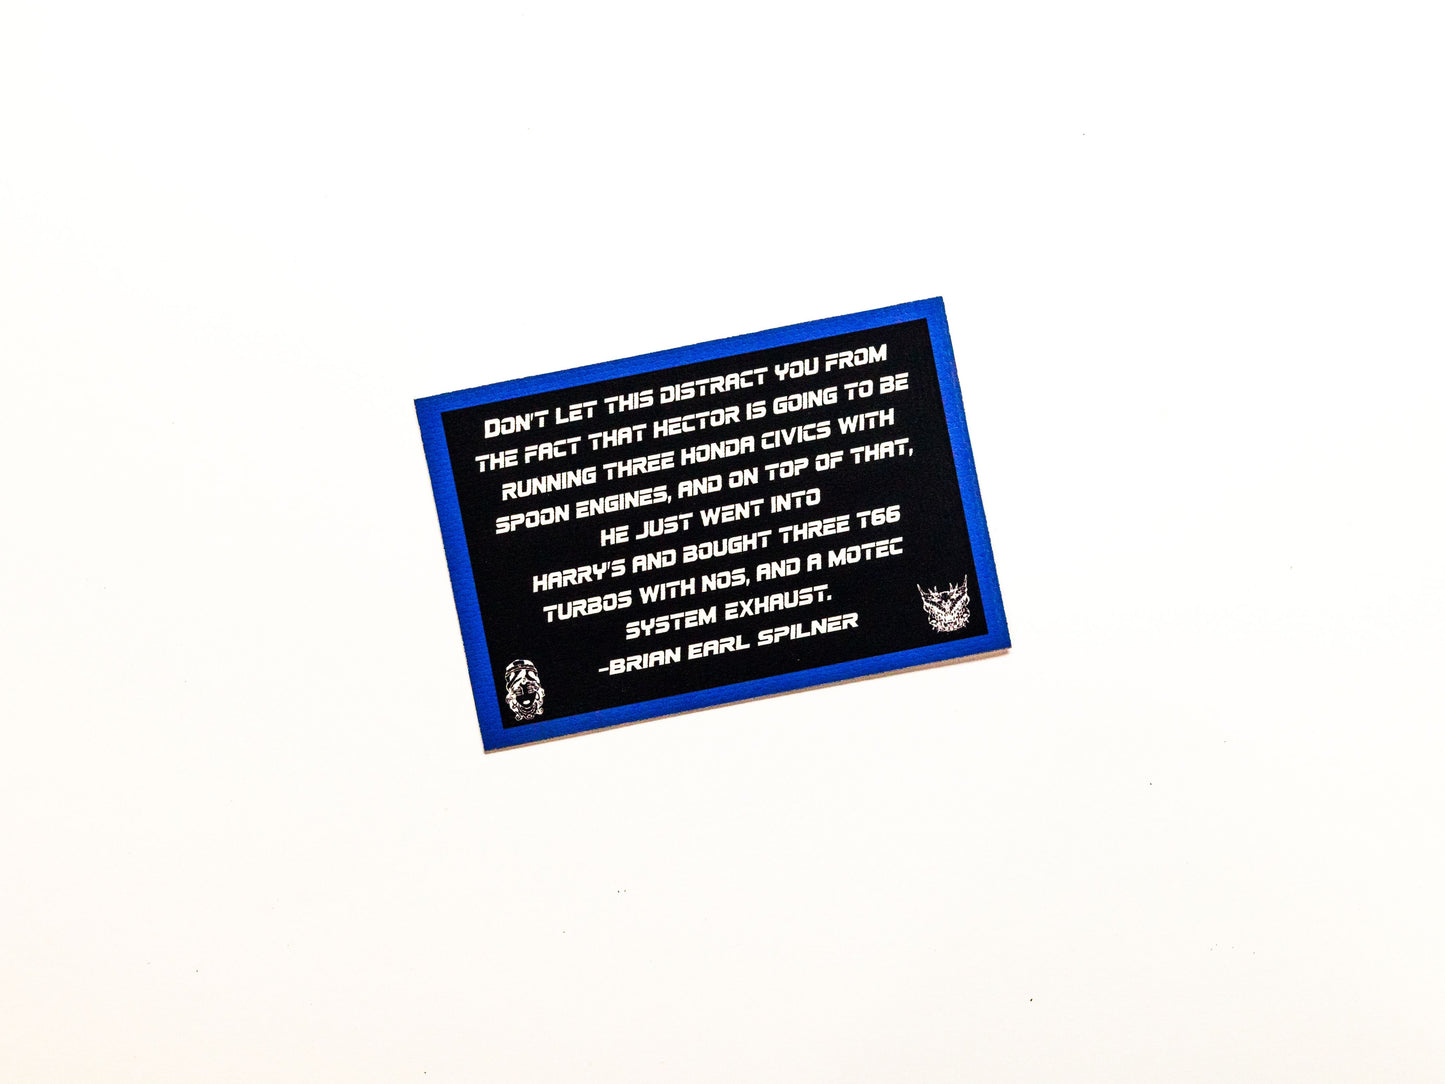 DON'T LET THIS DISTRACT YOU FROM
THE FACT THAT HECTOR IS GOING TO BE
RUNNING THREE HONDA CIVICS WITH
SPOON ENGINES, AND ON TOP OF THAT,
HE JUST WENT INTO
HARRY'S AND BOUGHT THREE T66
TURBOS WITH NOS, AND A MOTEC
SYSTEM EXHAUST.
-BRIAN EARL SPILNER